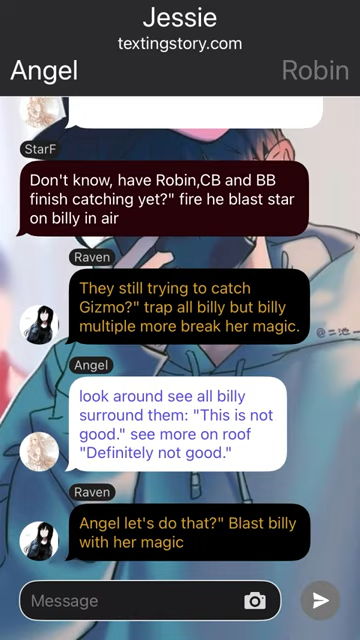 Jessie
textingstory.com
Angel
Robin
StarF
Don't know, have Robin,CB and BB
finish catching yet?" fire he blast star
on billy in air
Raven
They still trying to catch
Gizmo?" trap all billy but billy
multiple more break her magic.
Angel
look around see all billy
surround them: "This is not
good." see more on roof
"Definitely not good."
Raven
Angel let's do that?" Blast billy
with her magic
Message